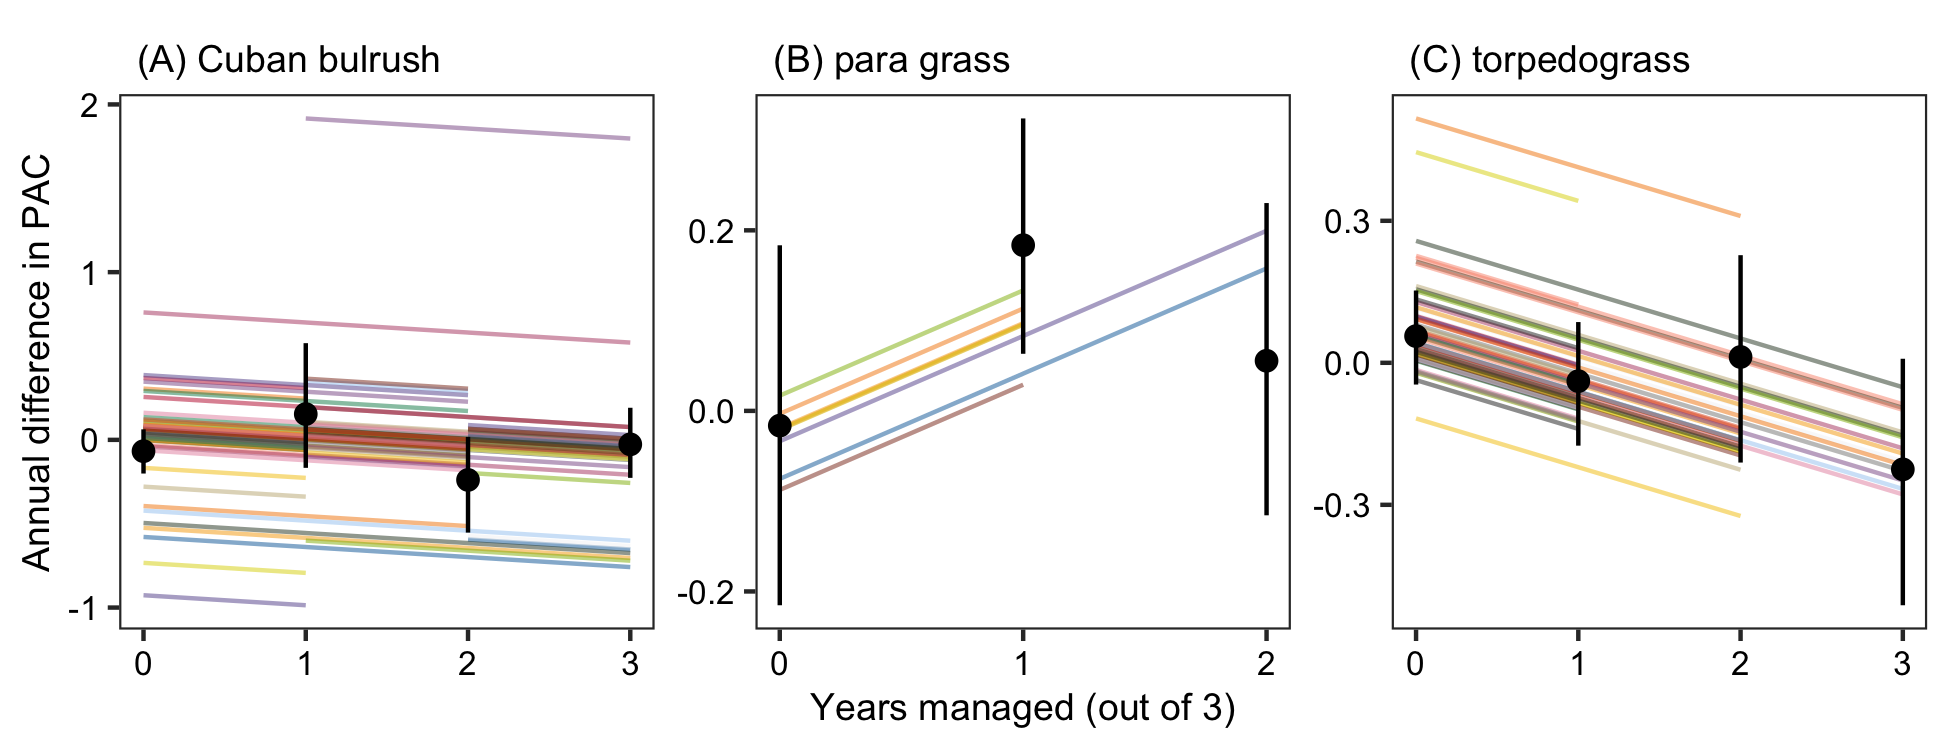 (A) Cuban bulrush
(B) para grass
(C) torpedograss
Annual difference in PAC
2
1
0
-1
0 1 2 3
0.2
0.0
-0.2
0 1 2
0.3
0.0
-0.3
0 1 2 3
Years managed (out of 3)